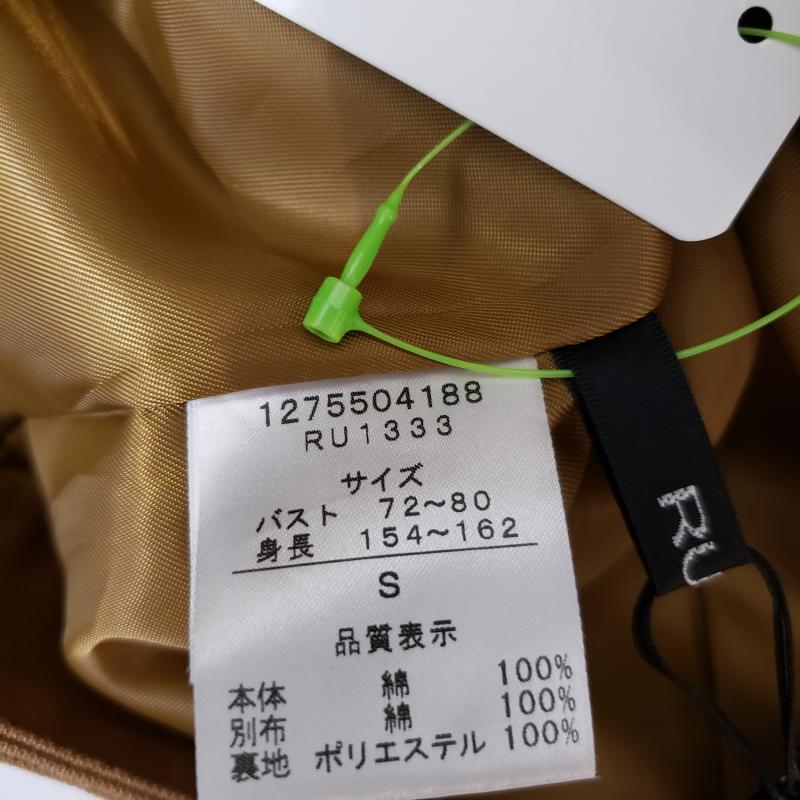 1275504188
RU1333
サイズ
バスト 72～80
身長 154～162
S
品質表示
本体 綿 100%
別布 綿 100%
裏地 ポリエステル 100%
RU